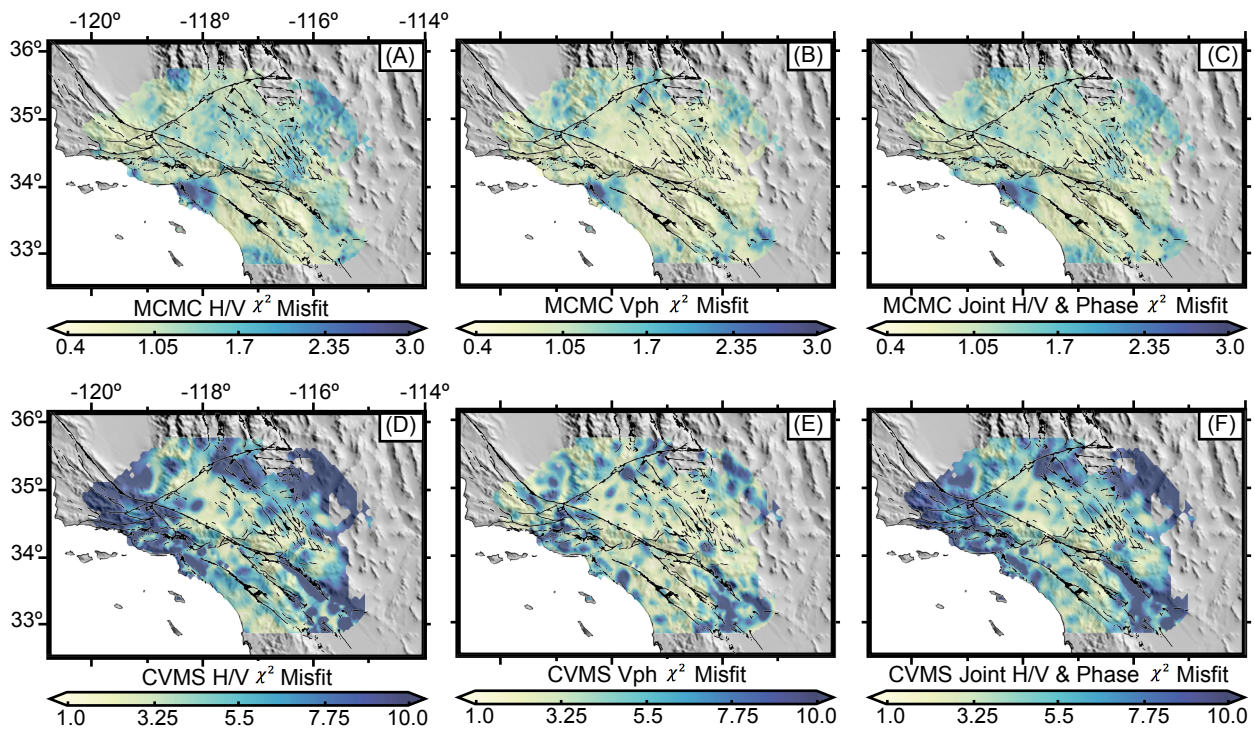 -120º -118º -116º -114º
36º
35º
34º
33º
(A) (B) (C)
MCMC H/V χ² Misfit
0.4 1.05 1.7 2.35 3.0
MCMC Vph χ² Misfit
0.4 1.05 1.7 2.35 3.0
MCMC Joint H/V & Phase χ² Misfit
0.4 1.05 1.7 2.35 3.0
-120º -118º -116º -114º
36º
35º
34º
33º
(D) (E) (F)
CVMS H/V χ² Misfit
1.0 3.25 5.5 7.75 10.0
CVMS Vph χ² Misfit
1.0 3.25 5.5 7.75 10.0
CVMS Joint H/V & Phase χ² Misfit
1.0 3.25 5.5 7.75 10.0